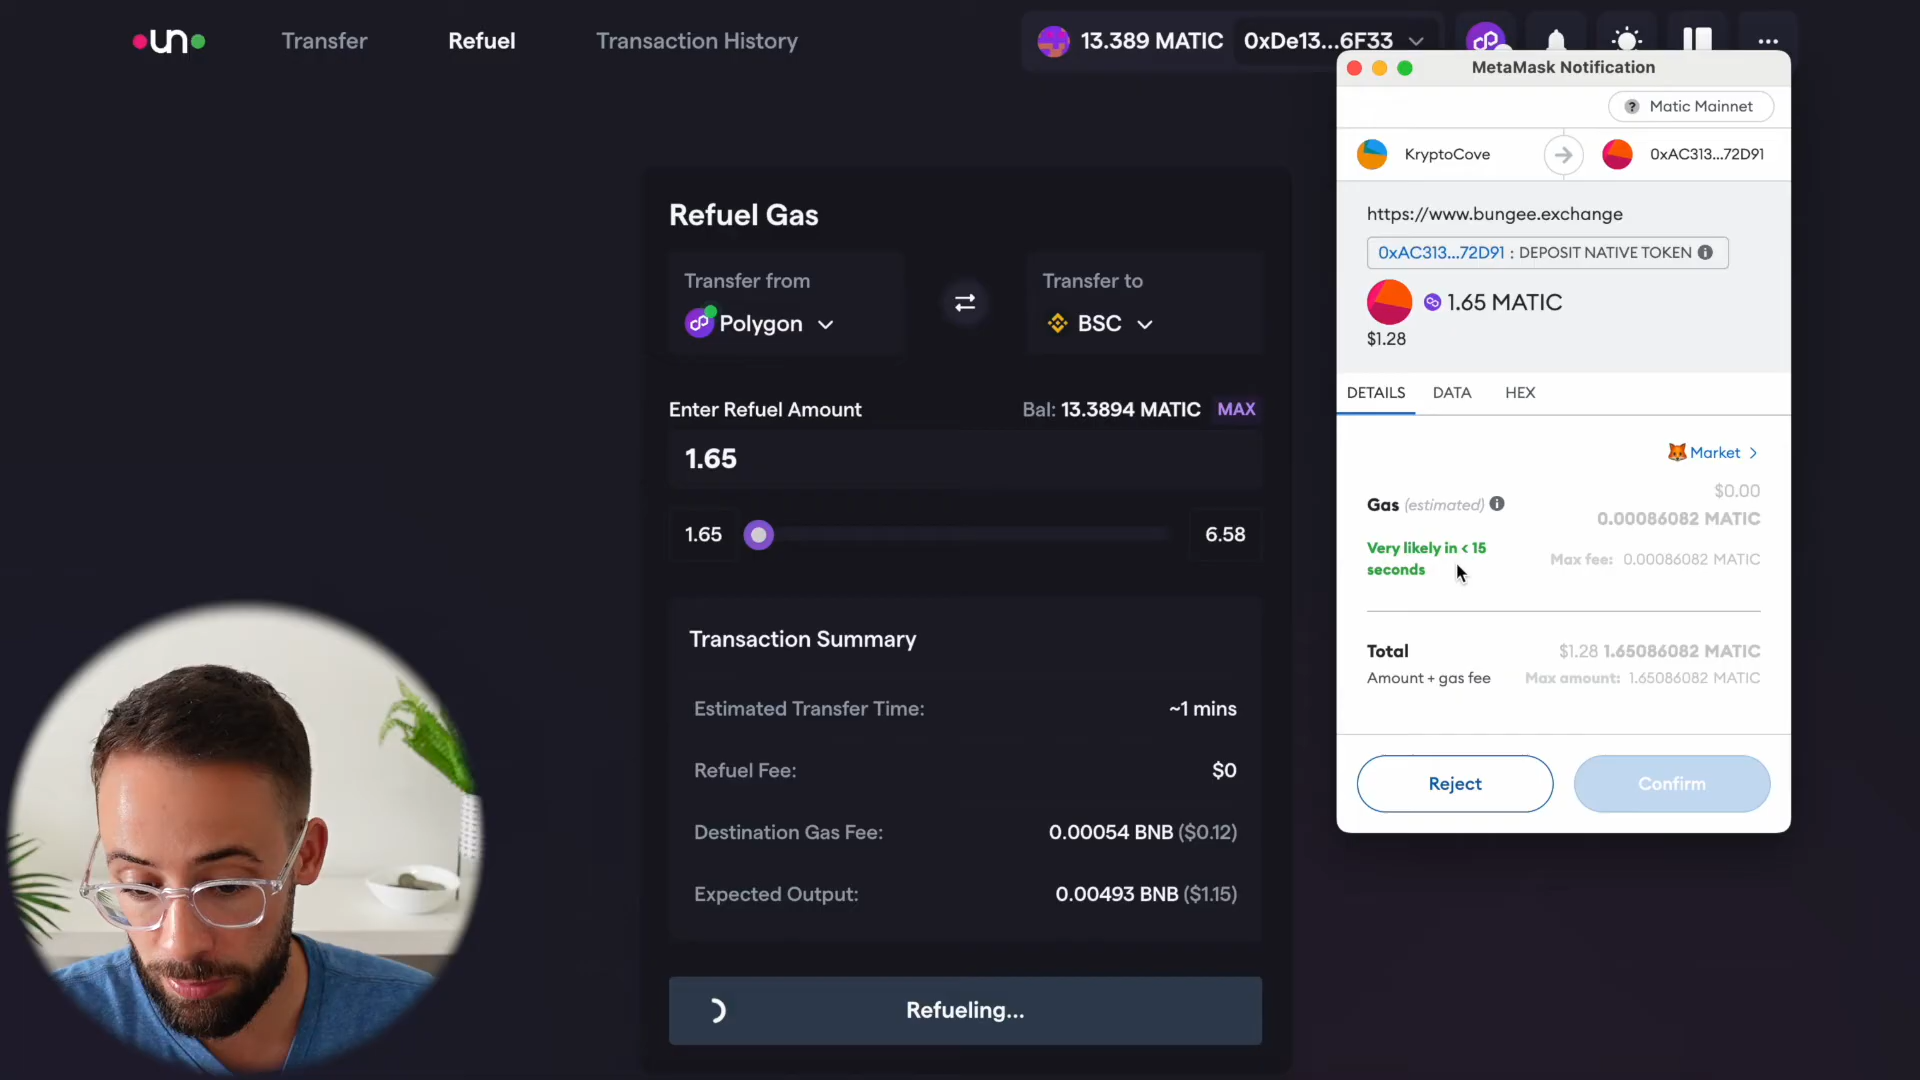 un
Transfer
Refuel
Transaction History
13.389 MATIC
0xDe13...6F33
MetaMask Notification
? Matic Mainnet
KryptoCove
0xAC313...72D91
https://www.bungee.exchange
0xAC313...72D91 : DEPOSIT NATIVE TOKEN
1.65 MATIC
$1.28
DETAILS
DATA
HEX
Market
$0.00
Gas (estimated)
0.00086082 MATIC
Very likely in < 15
seconds
Max fee: 0.00086082 MATIC
Total
$1.28 1.65086082 MATIC
Amount + gas fee
Max amount: 1.65086082 MATIC
Reject
Confirm
Refuel Gas
Transfer from
Polygon
Transfer to
BSC
Enter Refuel Amount
Bal: 13.3894 MATIC MAX
1.65
1.65
6.58
Transaction Summary
Estimated Transfer Time:
~1 mins
Refuel Fee:
$0
Destination Gas Fee:
0.00054 BNB ($0.12)
Expected Output:
0.00493 BNB ($1.15)
Refueling...